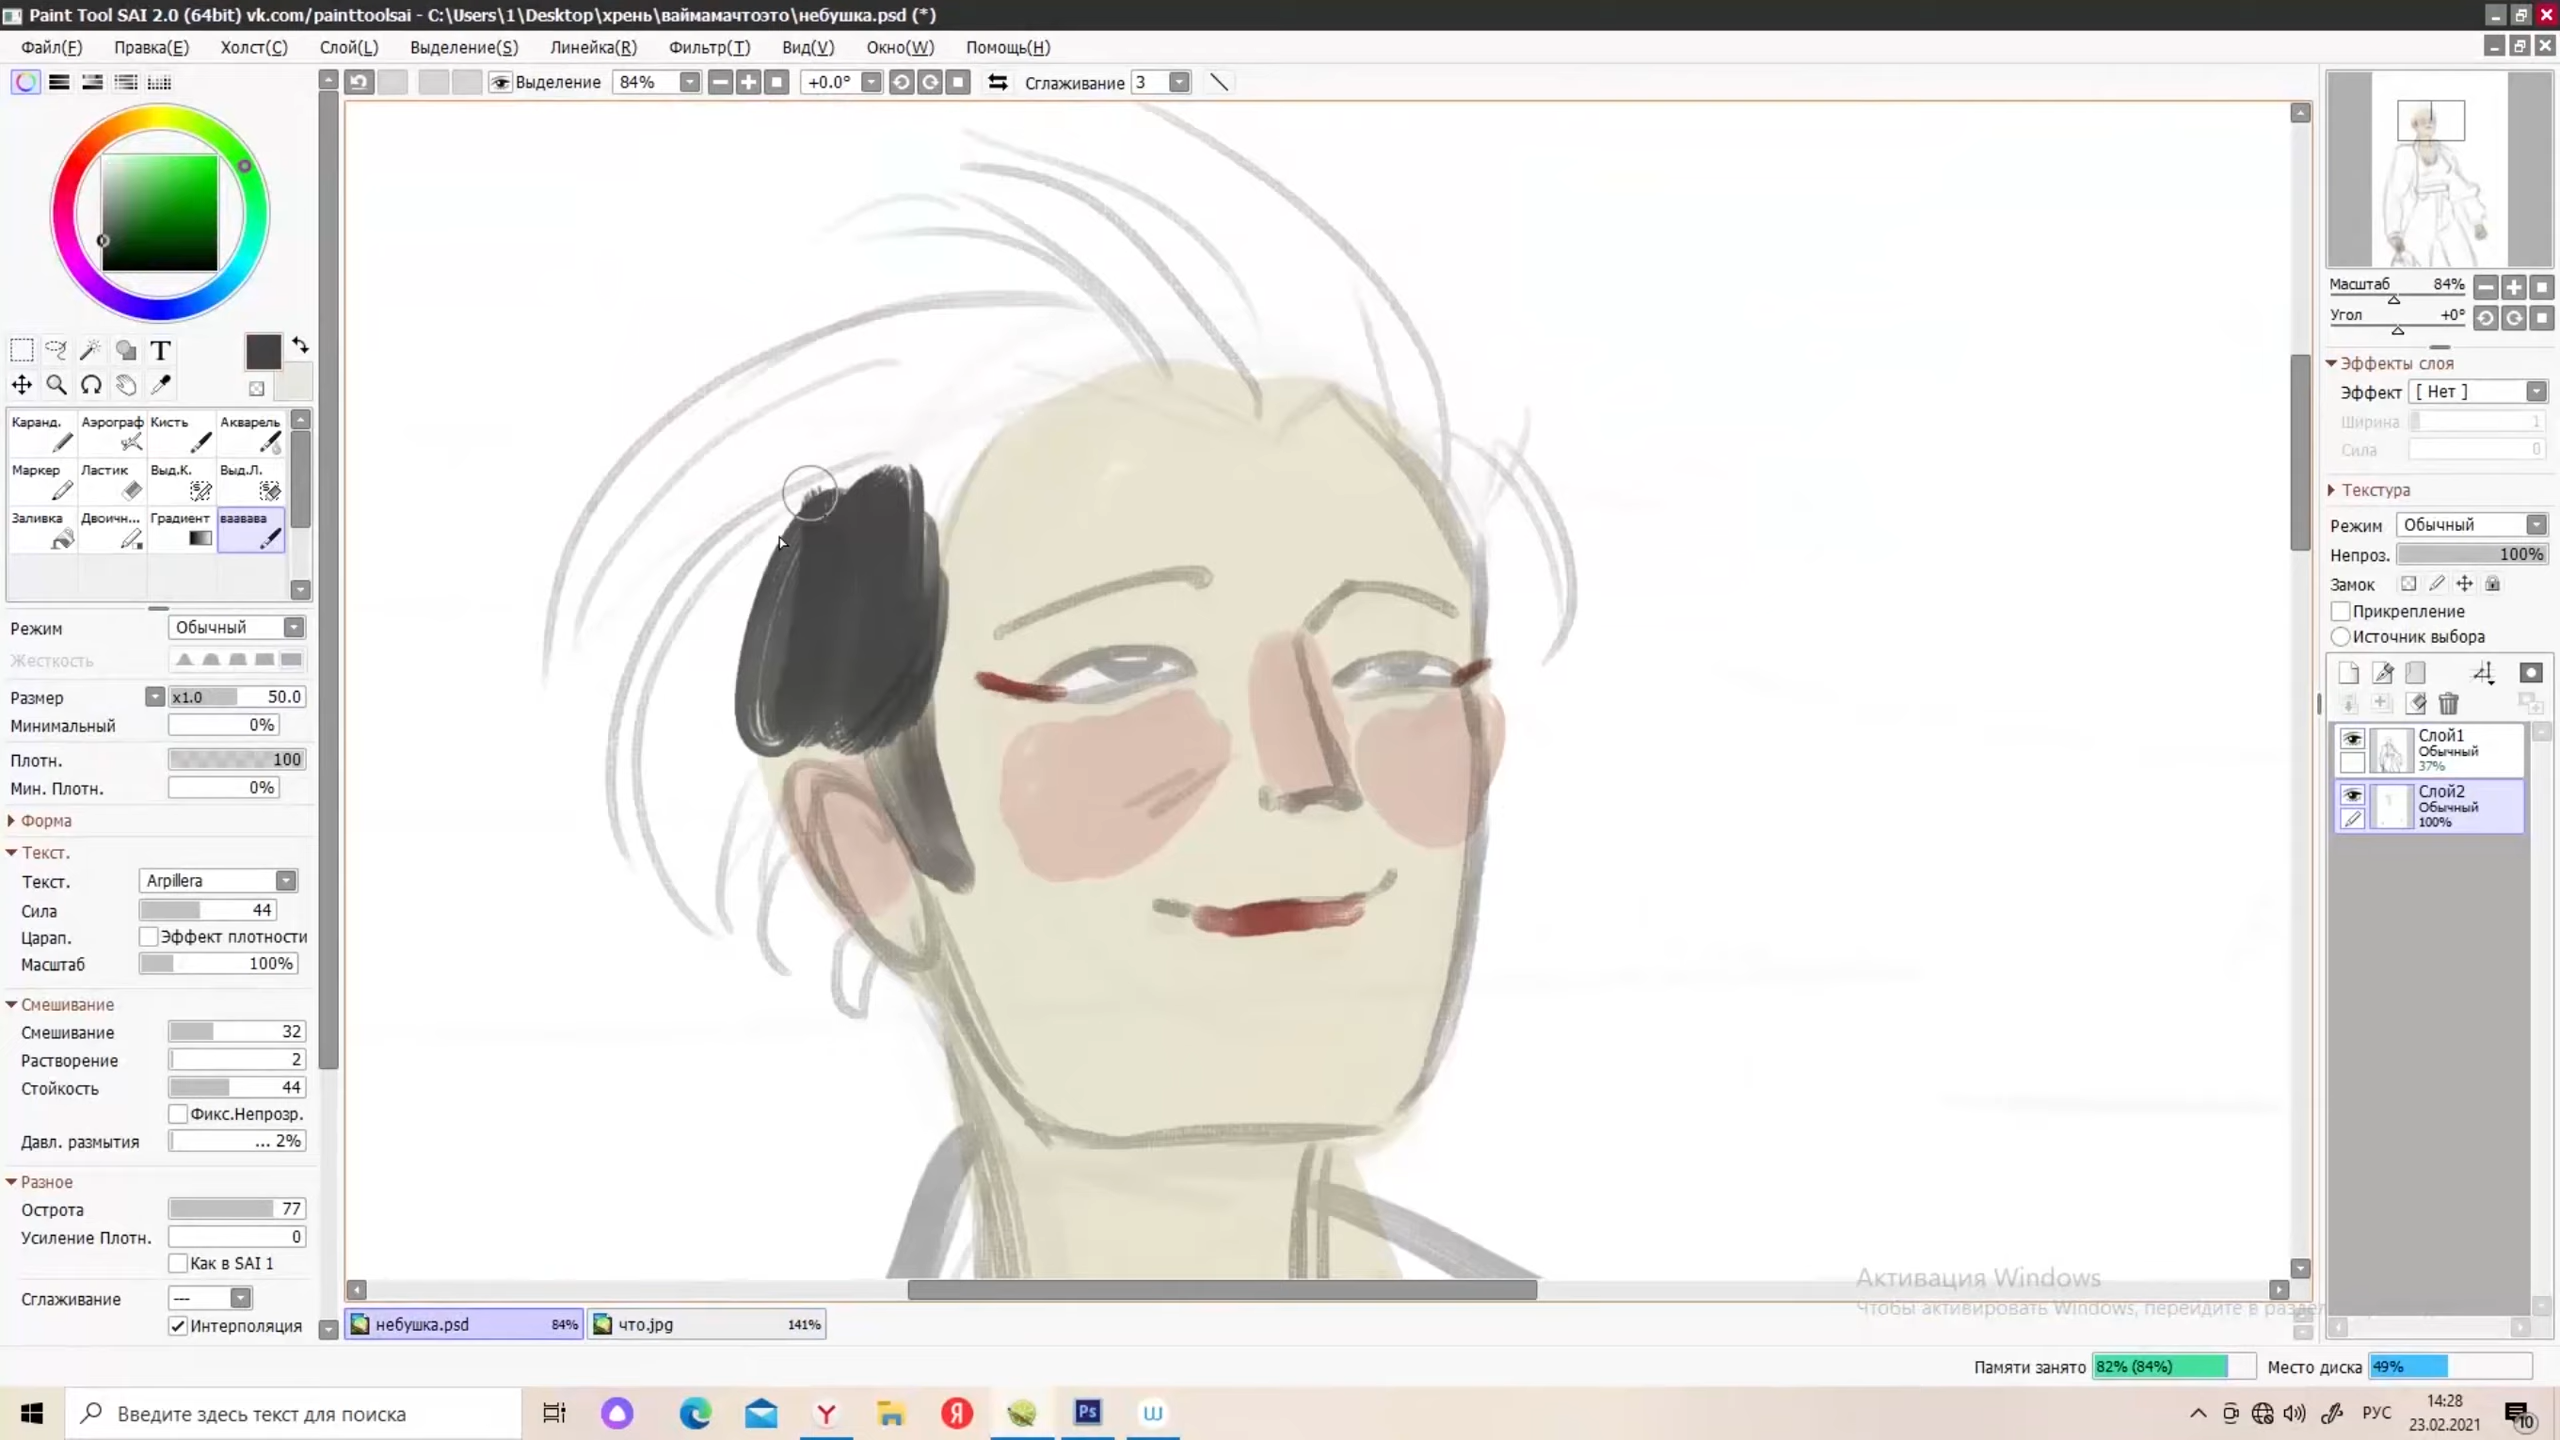 Paint Tool SAI 2.0 (64bit) vk.com/painttoolsai - C:\Users\1\Desktop\хрень\ваймамачтоэто\небушка.psd (*)
Файл(F) Правка(E) Холст(C) Слой(L) Выделение(S) Линейка(R) Фильтр(T) Вид(V) Окно(W) Помощь(H)
Выделение 84% +0.0° Сглаживание 3
T
Каранд. Аэрограф Кисть Акварель
Маркер Ластик Выд.К. Выд.Л.
Заливка Двоичн... Градиент ваавава
Режим Обычный
Жесткость
Размер x1.0 50.0
Минимальный 0%
Плотн. 100
Мин. Плотн. 0%
Форма
Текст.
Текст. Arpillera
Сила 44
Царап. Эффект плотности
Масштаб 100%
Смешивание
Смешивание 32
Растворение 2
Стойкость 44
Фикс.Непрозр.
Давл. размытия ... 2%
Разное
Острота 77
Усиление Плотн. 0
Как в SAI 1
Сглаживание ---
Интерполяция
Масштаб 84%
Угол +0°
Эффекты слоя
Эффект [ Нет ]
Ширина 1
Сила 0
Текстура
Режим Обычный
Непроз. 100%
Замок
Прикрепление
Источник выбора
Слой1
Обычный
37%
Слой2
Обычный
100%
Активация Windows
Чтобы активировать Windows, перейдите в раздел
небушка.psd 84% что.jpg 141%
Памяти занято 82% (84%) Место диска 49%
Введите здесь текст для поиска
Y Я Ps W
РУС 14:28
23.02.2021
10